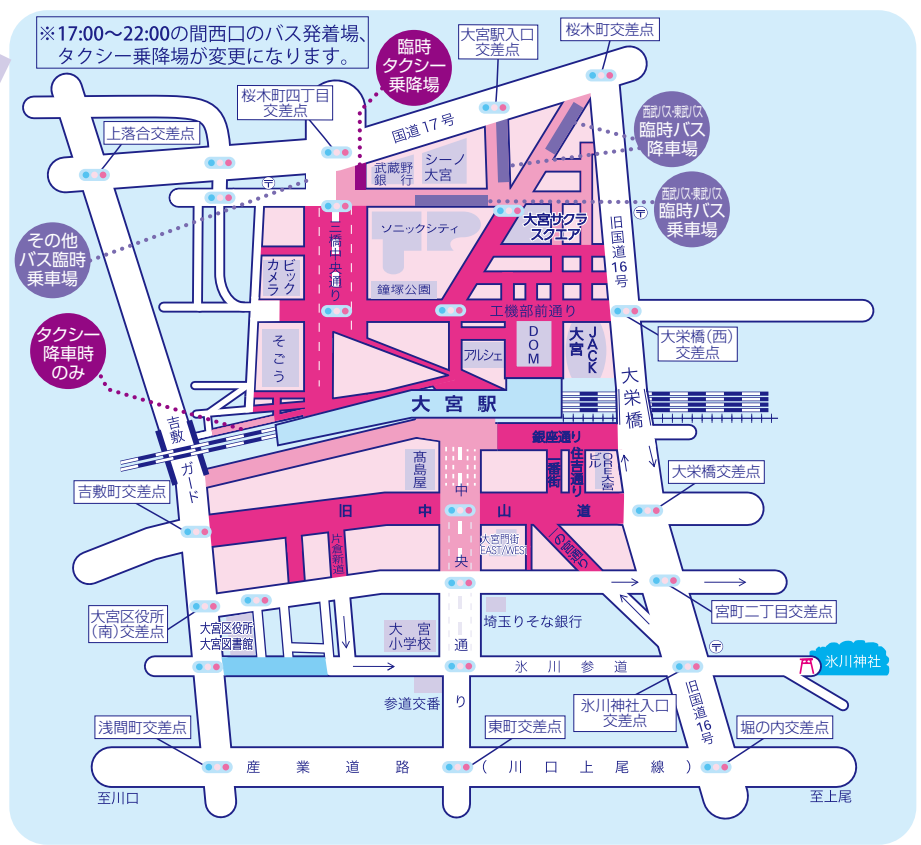 ※17:00～22:00の間西口のバス発着場、
タクシー乗降場が変更になります。
臨時
タクシー
乗降場
大宮駅入口
交差点
桜木町交差点
桜木町四丁目
交差点
上落合交差点
国道17号
西武バス・東武バス
臨時バス
降車場
西武バス・東武バス
臨時バス
乗車場
武蔵野
銀行
シーノ
大宮
〒
〒
その他
バス臨時
乗車場
三橋中央通り
ソニックシティ
大宮サクラ
スクエア
旧国道16号
ビック
カメラ
鐘塚公園
工機部前通り
タクシー
降車時
のみ
そごう
アルシェ
DOM
JACK
大宮
大栄橋(西)
交差点
大栄橋
大宮駅
吉敷
ガード
銀座通り
髙島屋
一番街
住吉通り
ORE大宮
ビル
大栄橋交差点
吉敷町交差点
旧中山道
片倉新道
大宮門街
EAST/WEST
中央通り
宮町二丁目交差点
大宮区役所
(南)交差点
大宮区役所
大宮図書館
大宮
小学校
埼玉りそな銀行
〒
氷川参道
氷川神社
参道交番
氷川神社入口
交差点
旧国道16号
浅間町交差点
東町交差点
堀の内交差点
産業道路(川口上尾線)
至川口
至上尾